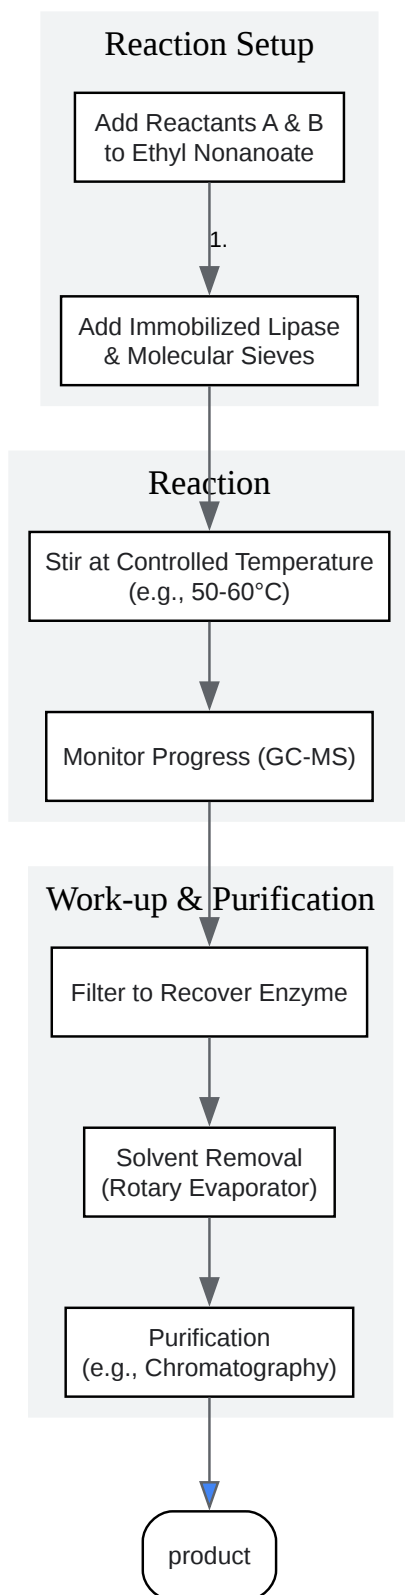 Reaction Setup
Add Reactants A & B
to Ethyl Nonanoate
1.
Add Immobilized Lipase
& Molecular Sieves
Reaction
Stir at Controlled Temperature
(e.g., 50-60°C)
Monitor Progress (GC-MS)
Work-up & Purification
Filter to Recover Enzyme
Solvent Removal
(Rotary Evaporator)
Purification
(e.g., Chromatography)
product